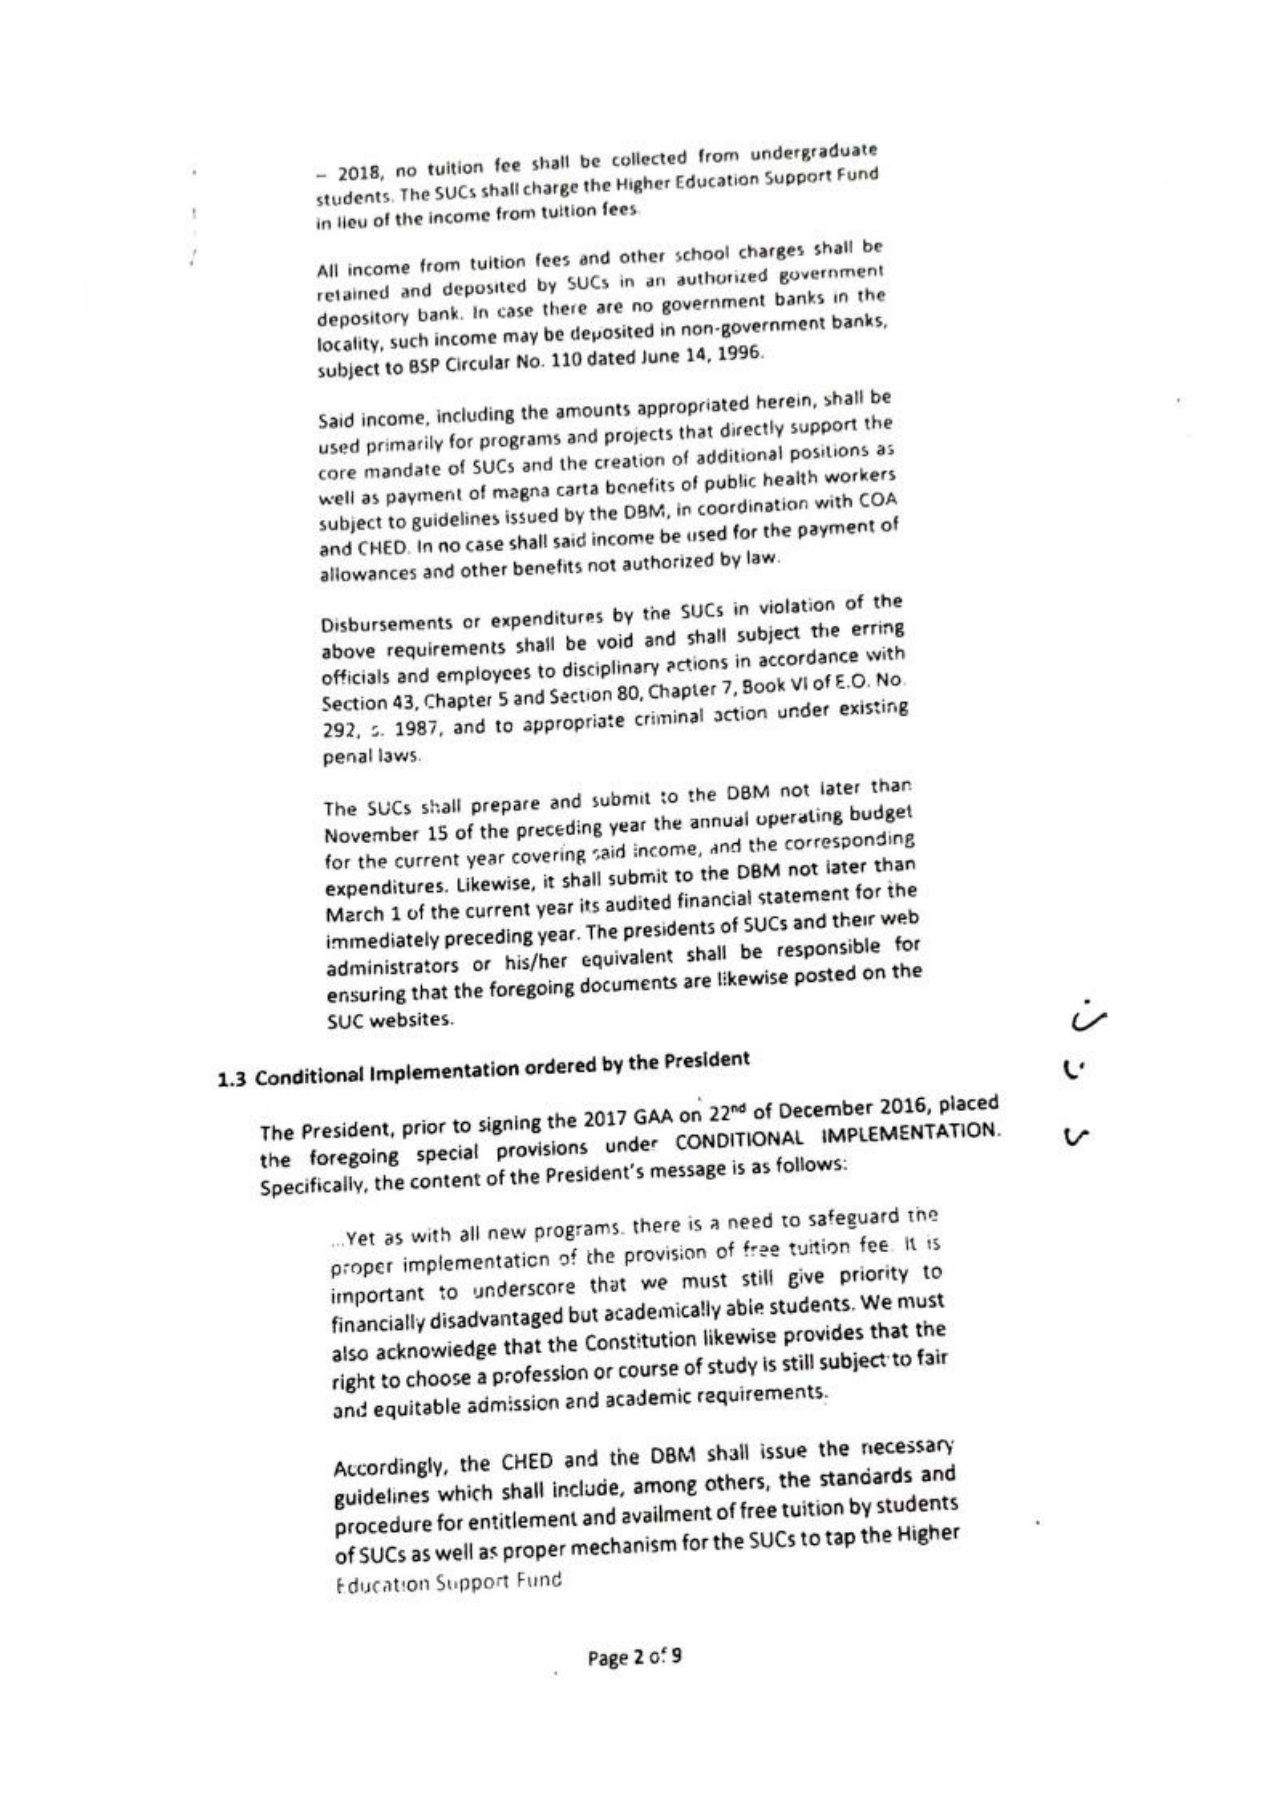 – 2018, no tuition fee shall be collected from undergraduate
students. The SUCs shall charge the Higher Education Support Fund
in lieu of the income from tuition fees.
All income from tuition fees and other school charges shall be
retained and deposited by SUCs in an authorized government
depository bank. In case there are no government banks in the
locality, such income may be deposited in non-government banks,
subject to BSP Circular No. 110 dated June 14, 1996.
Said income, including the amounts appropriated herein, shall be
used primarily for programs and projects that directly support the
core mandate of SUCs and the creation of additional positions as
well as payment of magna carta benefits of public health workers
subject to guidelines issued by the DBM, in coordination with COA
and CHED. In no case shall said income be used for the payment of
allowances and other benefits not authorized by law.
Disbursements or expenditures by the SUCs in violation of the
above requirements shall be void and shall subject the erring
officials and employees to disciplinary actions in accordance with
Section 43, Chapter 5 and Section 80, Chapter 7, Book VI of E.O. No.
292, s. 1987, and to appropriate criminal action under existing
penal laws.
The SUCs shall prepare and submit to the DBM not later than
November 15 of the preceding year the annual operating budget
for the current year covering said income, and the corresponding
expenditures. Likewise, it shall submit to the DBM not later than
March 1 of the current year its audited financial statement for the
immediately preceding year. The presidents of SUCs and their web
administrators or his/her equivalent shall be responsible for
ensuring that the foregoing documents are likewise posted on the
SUC websites.
1.3 Conditional Implementation ordered by the President
The President, prior to signing the 2017 GAA on 22nd of December 2016, placed
the foregoing special provisions under CONDITIONAL IMPLEMENTATION.
Specifically, the content of the President's message is as follows:
...Yet as with all new programs, there is a need to safeguard the
proper implementation of the provision of free tuition fee. It is
important to underscore that we must still give priority to
financially disadvantaged but academically able students. We must
also acknowledge that the Constitution likewise provides that the
right to choose a profession or course of study is still subject to fair
and equitable admission and academic requirements.
Accordingly, the CHED and the DBM shall issue the necessary
guidelines which shall include, among others, the standards and
procedure for entitlement and availment of free tuition by students
of SUCs as well as proper mechanism for the SUCs to tap the Higher
Education Support Fund
Page 2 of 9